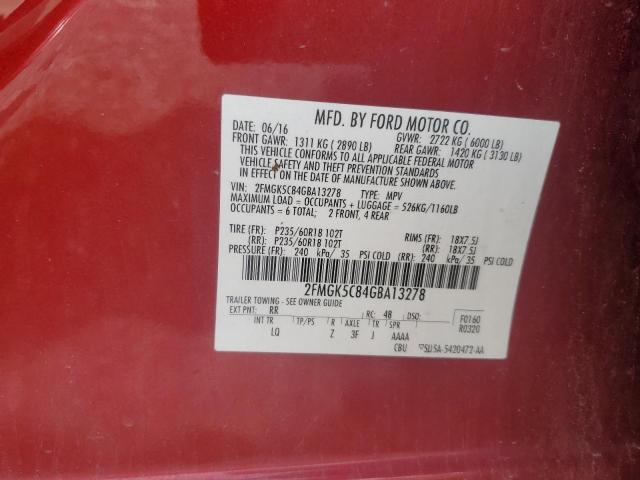 MFD. BY FORD MOTOR CO.
DATE: 06/16 GVWR: 2722 KG ( 6000 LB)
FRONT GAWR: 1311 KG ( 2890 LB) REAR GAWR: 1420 KG ( 3130 LB)
THIS VEHICLE CONFORMS TO ALL APPLICABLE FEDERAL MOTOR
VEHICLE SAFETY AND THEFT PREVENTION STANDARDS
IN EFFECT ON THE DATE OF MANUFACTURE SHOWN ABOVE.
VIN: 2FMGK5C84GBA13278 TYPE: MPV
MAXIMUM LOAD = OCCUPANTS + LUGGAGE = 526KG/1160LB
OCCUPANTS = 6 TOTAL; 2 FRONT, 4 REAR
TIRE (FR): P235/60R18 102T RIMS (FR): 18X7.5J
(RR): P235/60R18 102T (RR): 18X7.5J
PRESSURE (FR): 240 kPa/ 35 PSI COLD (RR): 240 kPa/ 35 PSI COLD
2FMGK5C84GBA13278
TRAILER TOWING - SEE OWNER GUIDE
EXT PNT: RR RC: 48 DSO: F0160
R0320
INT TR TP/PS R AXLE TR SPR
LQ Z 3F J AAAA
CBU 5U5A-5420472-AA